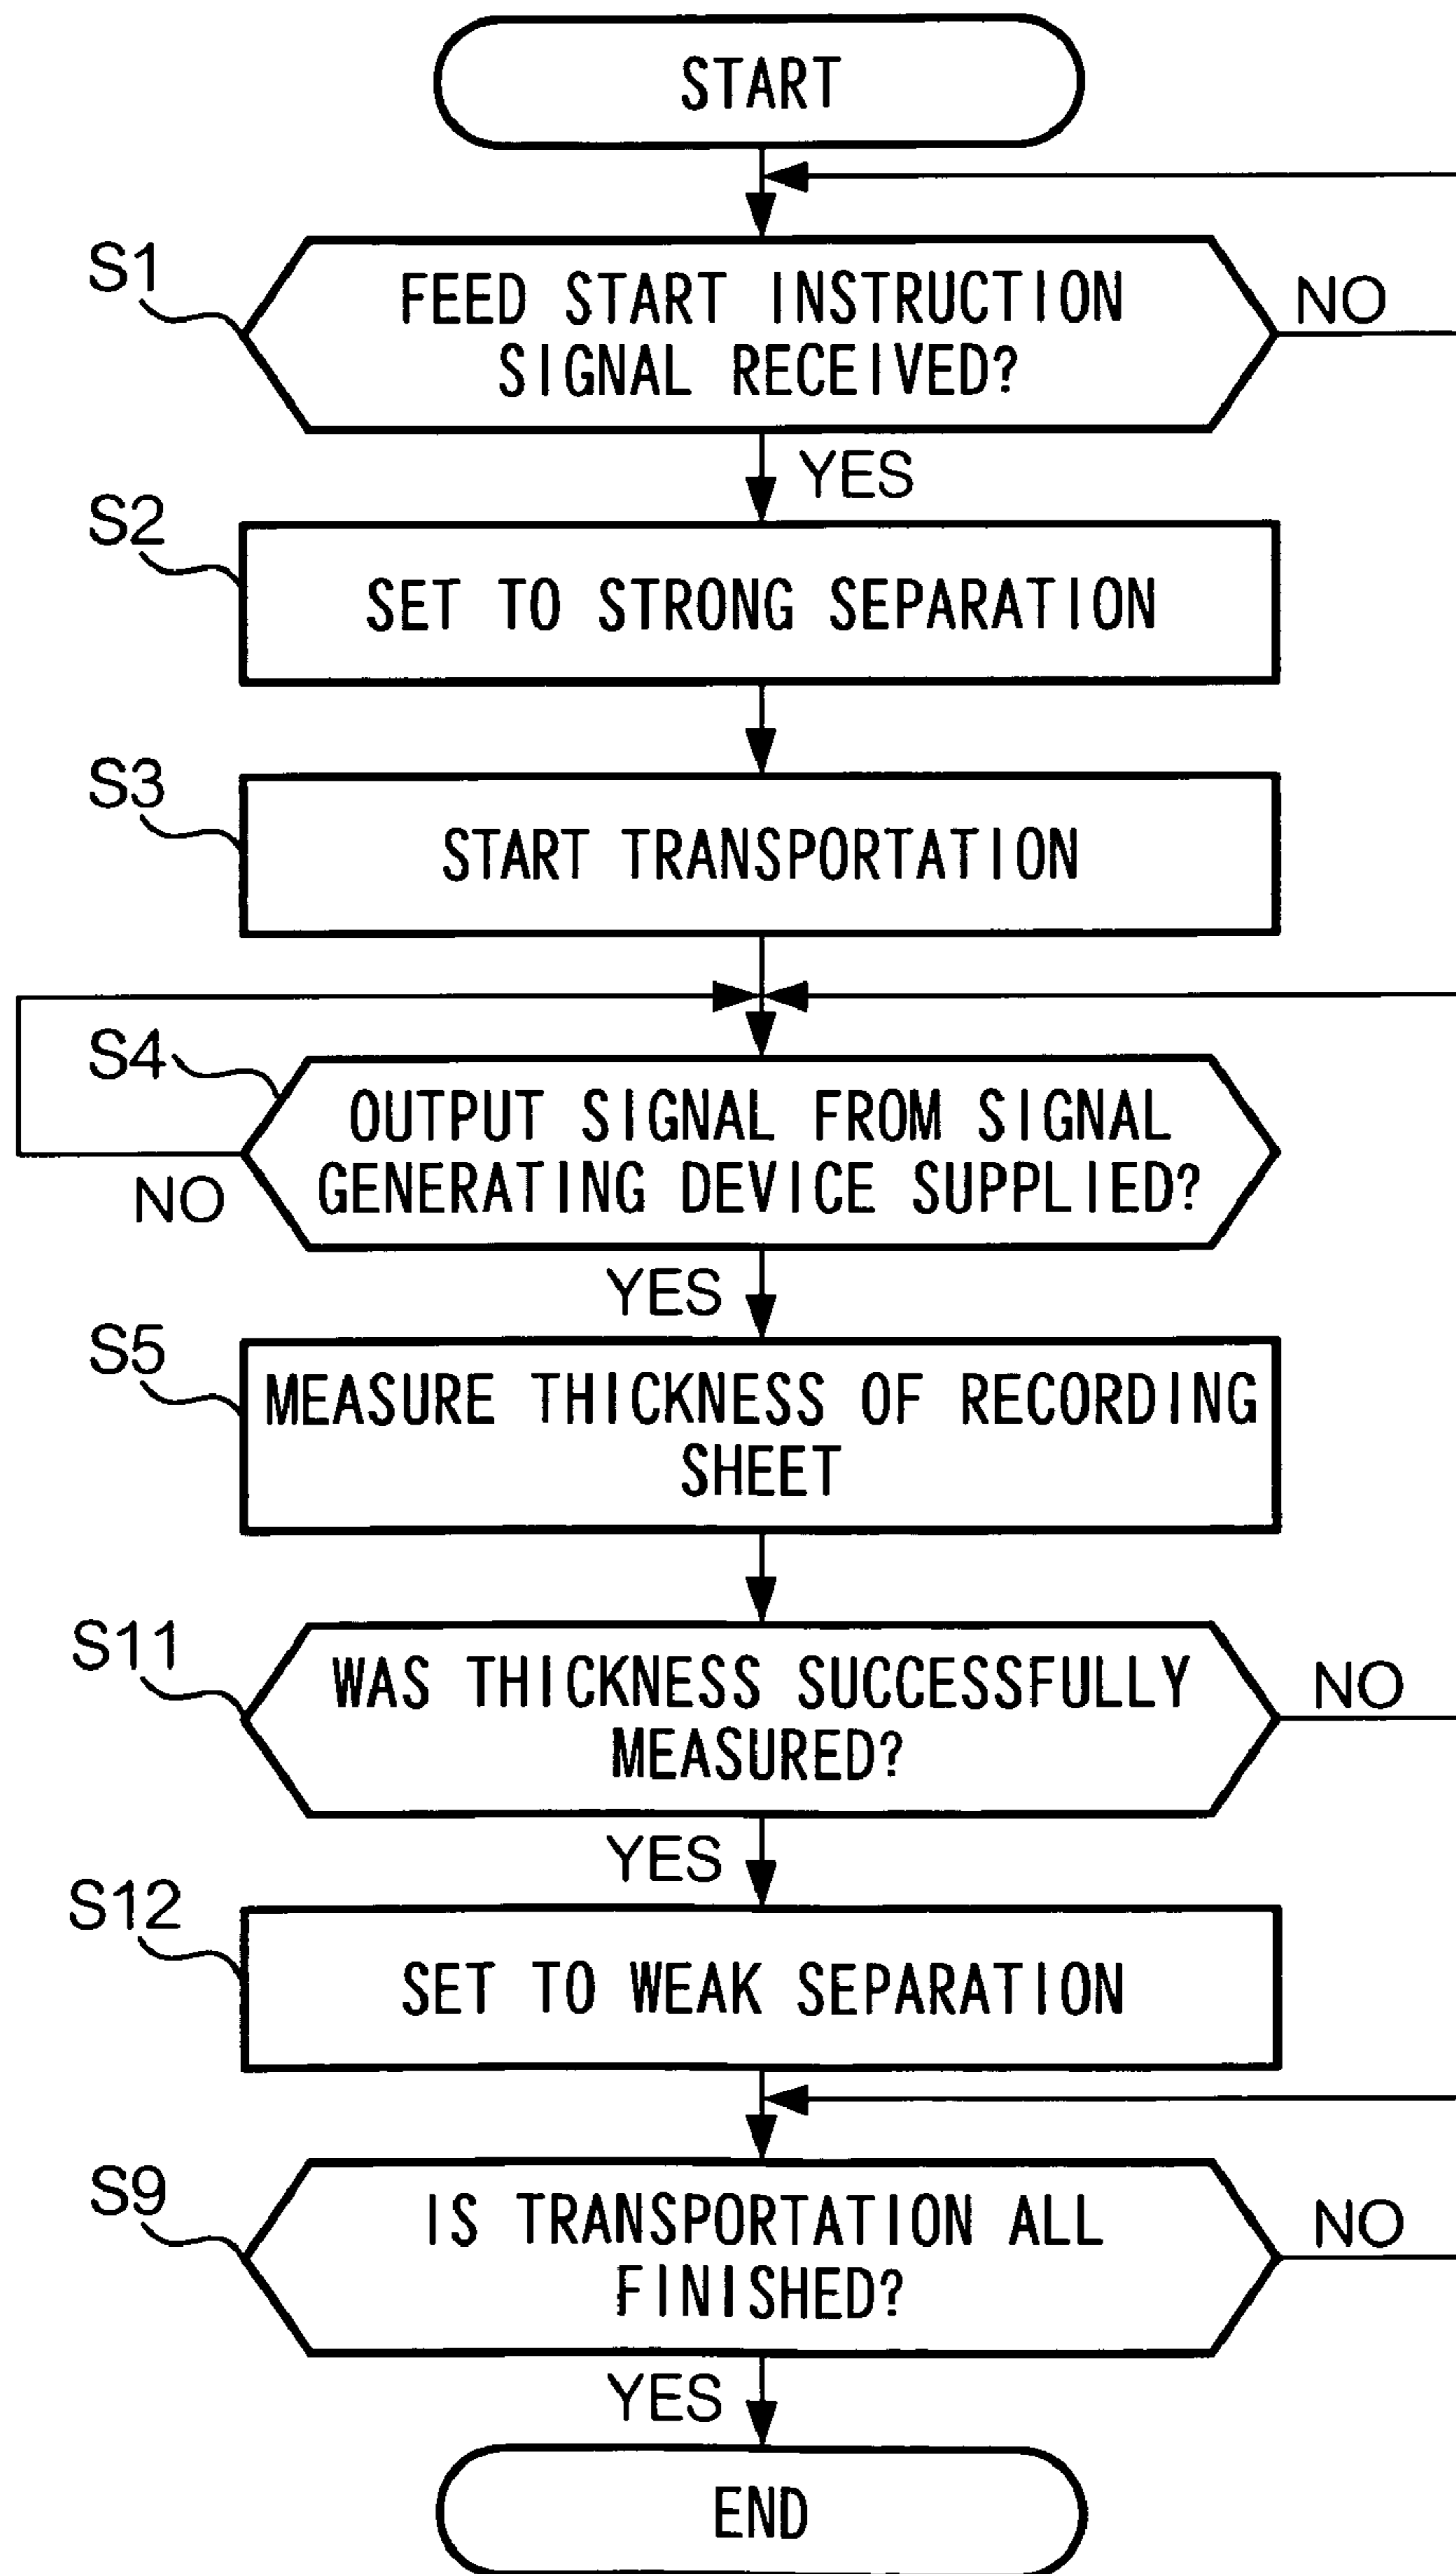 START
S1
FEED START INSTRUCTION
SIGNAL RECEIVED?
NO
YES
S2
SET TO STRONG SEPARATION
S3
START TRANSPORTATION
S4
OUTPUT SIGNAL FROM SIGNAL
GENERATING DEVICE SUPPLIED?
NO
YES
S5
MEASURE THICKNESS OF RECORDING
SHEET
S11
WAS THICKNESS SUCCESSFULLY
MEASURED?
NO
YES
S12
SET TO WEAK SEPARATION
S9
IS TRANSPORTATION ALL
FINISHED?
NO
YES
END